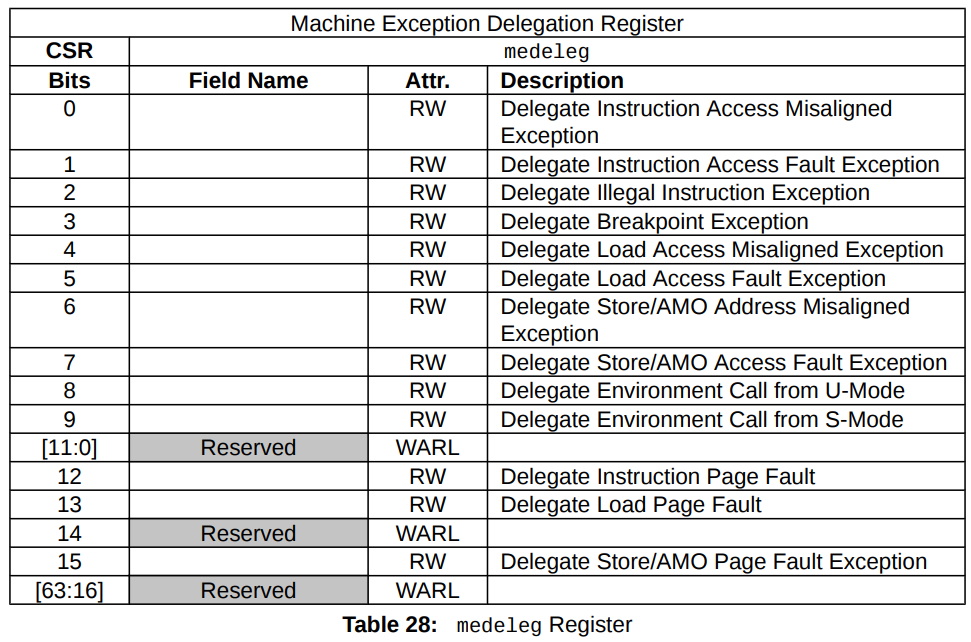 Machine Exception Delegation Register
CSR medeleg
Bits Field Name Attr. Description
0 RW Delegate Instruction Access Misaligned
Exception
1 RW Delegate Instruction Access Fault Exception
2 RW Delegate Illegal Instruction Exception
3 RW Delegate Breakpoint Exception
4 RW Delegate Load Access Misaligned Exception
5 RW Delegate Load Access Fault Exception
6 RW Delegate Store/AMO Address Misaligned
Exception
7 RW Delegate Store/AMO Access Fault Exception
8 RW Delegate Environment Call from U-Mode
9 RW Delegate Environment Call from S-Mode
[11:0] Reserved WARL
12 RW Delegate Instruction Page Fault
13 RW Delegate Load Page Fault
14 Reserved WARL
15 RW Delegate Store/AMO Page Fault Exception
[63:16] Reserved WARL
Table 28: medeleg Register